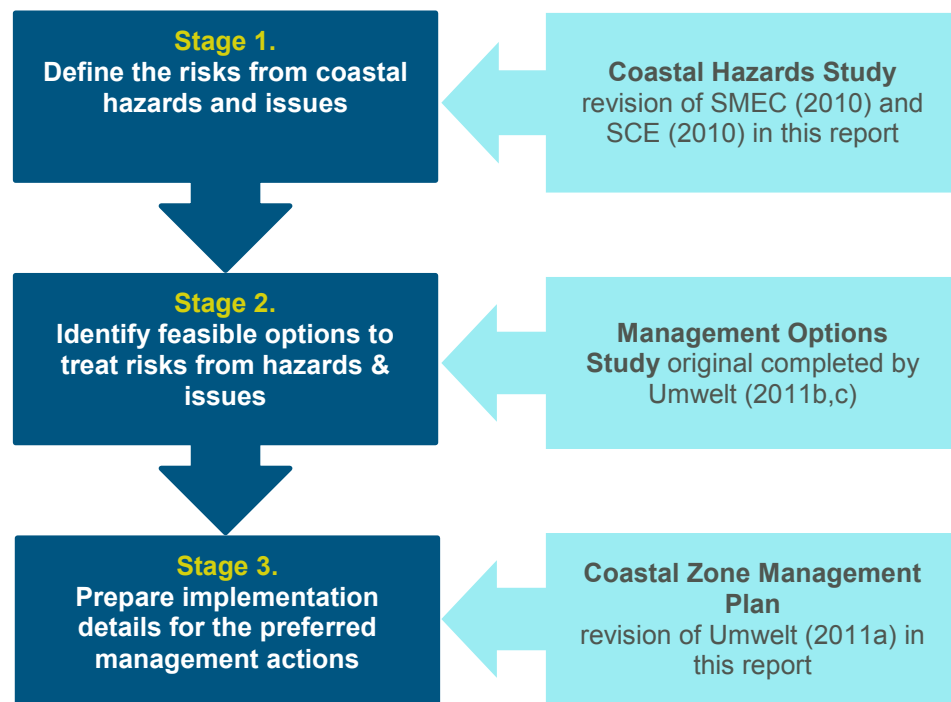 Stage 1.
Define the risks from coastal
hazards and issues
Coastal Hazards Study
revision of SMEC (2010) and
SCE (2010) in this report
Stage 2.
Identify feasible options to
treat risks from hazards &
issues
Management Options
Study original completed by
Umwelt (2011b,c)
Stage 3.
Prepare implementation
details for the preferred
management actions
Coastal Zone Management
Plan
revision of Umwelt (2011a) in
this report